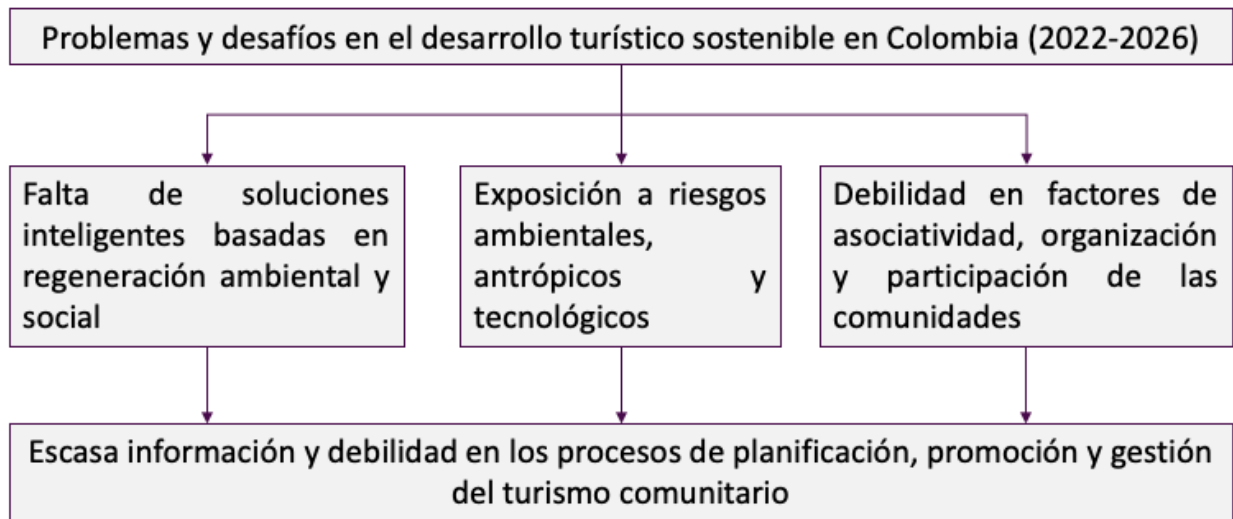 Problemas y desafíos en el desarrollo turístico sostenible en Colombia (2022-2026)
Falta de soluciones
inteligentes basadas en
regeneración ambiental y
social
Exposición a riesgos
ambientales,
antrópicos y
tecnológicos
Debilidad en factores de
asociatividad, organización
y participación de las
comunidades
Escasa información y debilidad en los procesos de planificación, promoción y gestión
del turismo comunitario